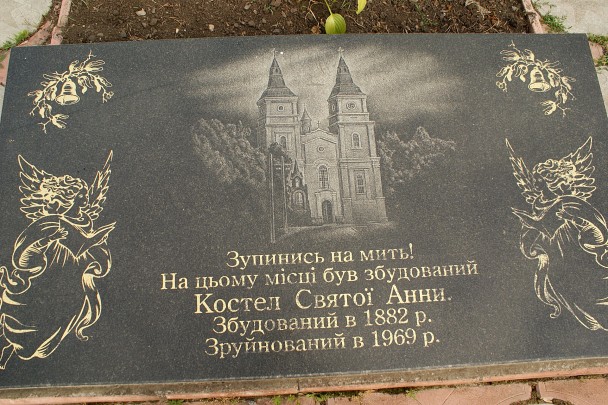 Зупинись на мить!
На цьому місці був збудований
Костел Святої Анни.
Збудований в 1882 р.
Зруйнований в 1969 р.